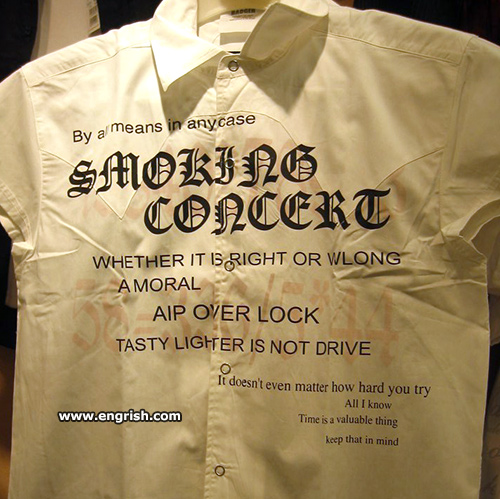 By all means in anycase
SMOKING
CONCERT
WHETHER IT IS RIGHT OR WLONG
A MORAL
AIP OVER LOCK
TASTY LIGHTER IS NOT DRIVE
It doesn't even matter how hard you try
All I know
Time is a valuable thing
keep that in mind
www.engrish.com